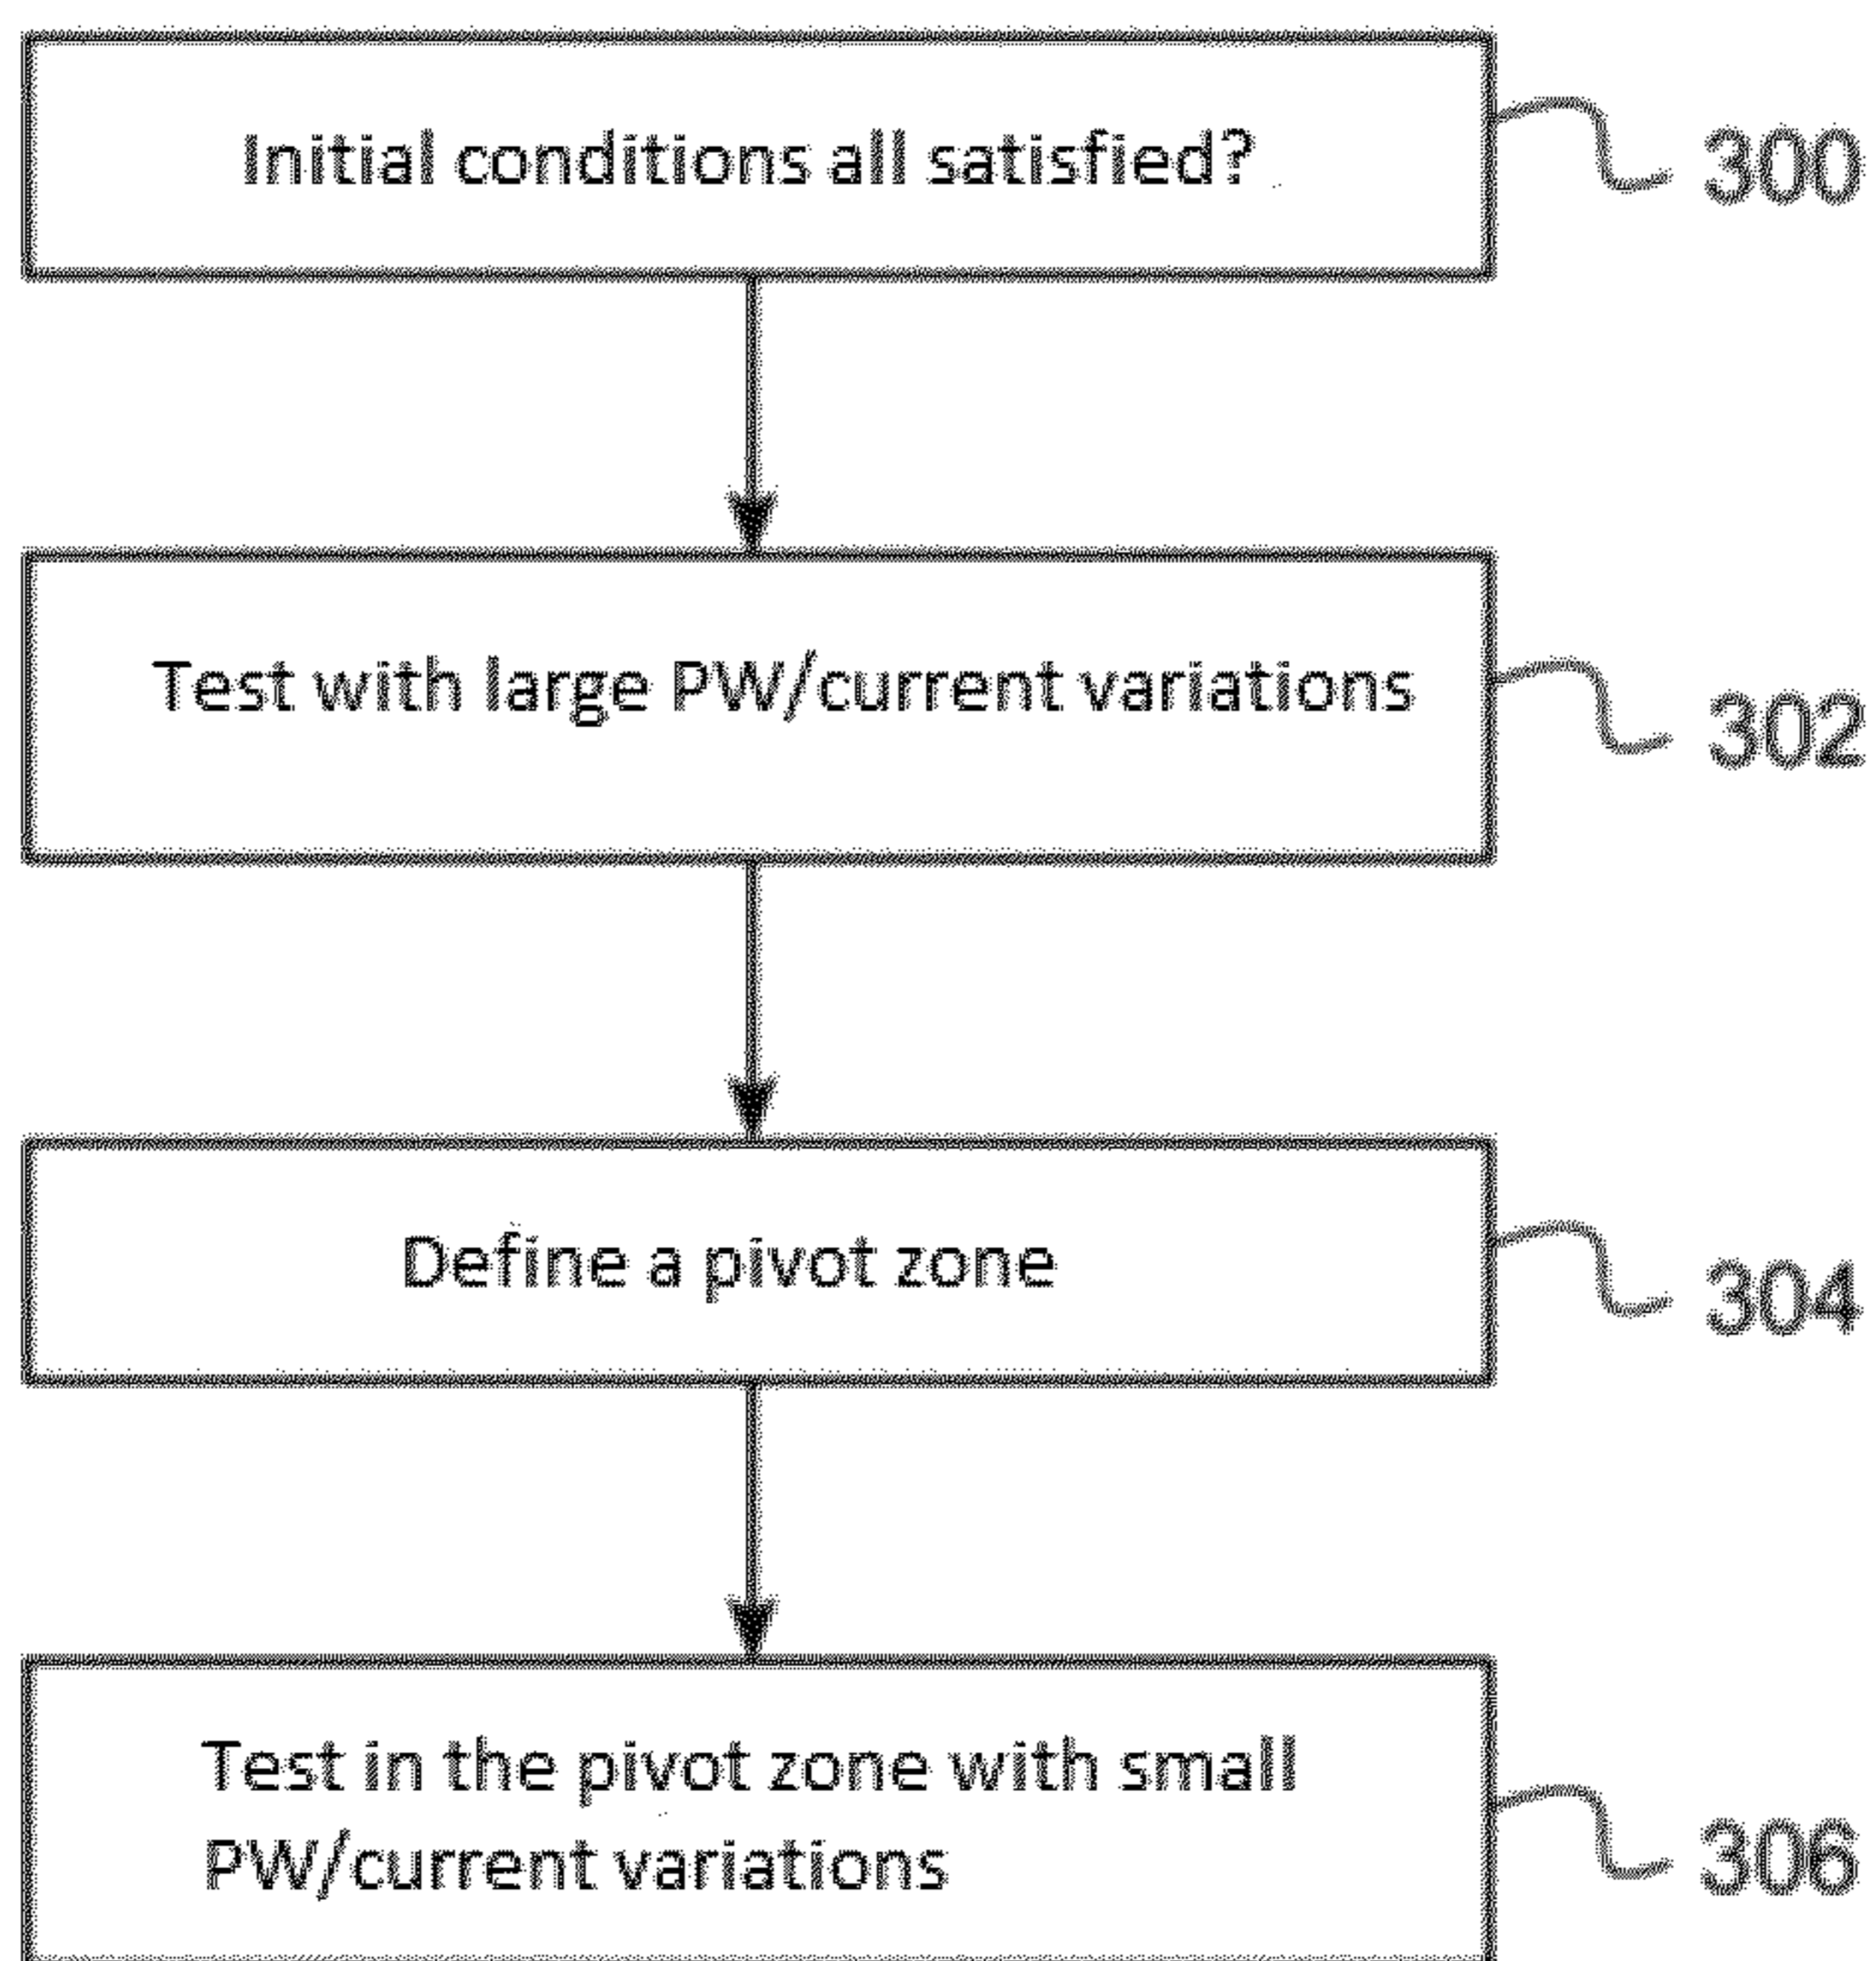 Initial conditions all satisfied?
300
Test with large PW/current variations
302
Define a pivot zone
304
Test in the pivot zone with small
PW/current variations
306